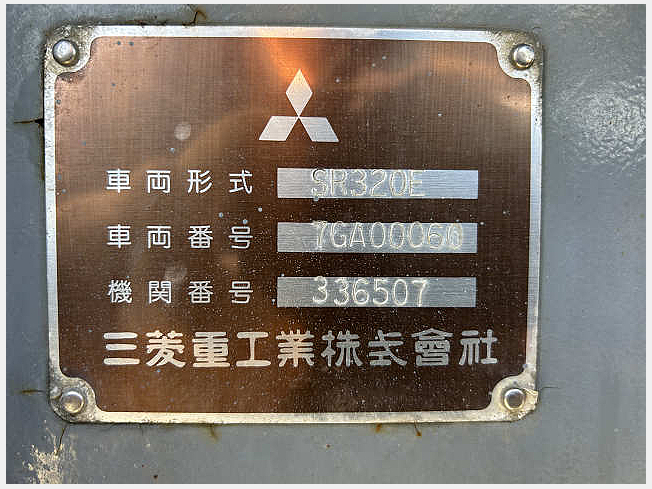 車両形式 SR320E
車両番号 7GA00060
機関番号 336507
三菱重工業株式會社